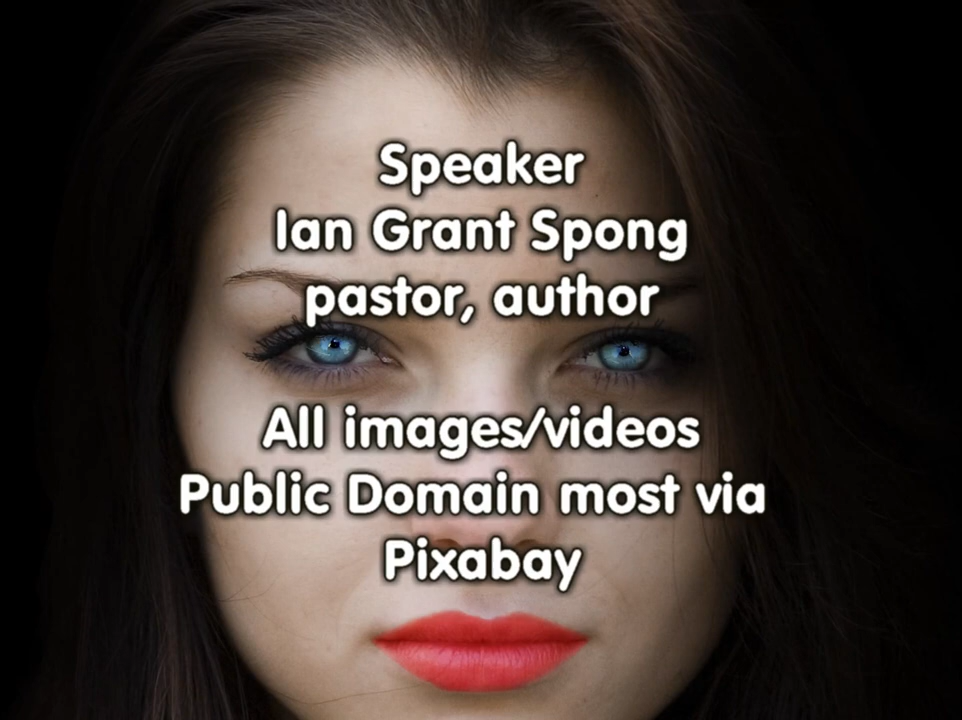 Speaker
Ian Grant Spong
pastor, author
All images/videos
Public Domain most via
Pixabay